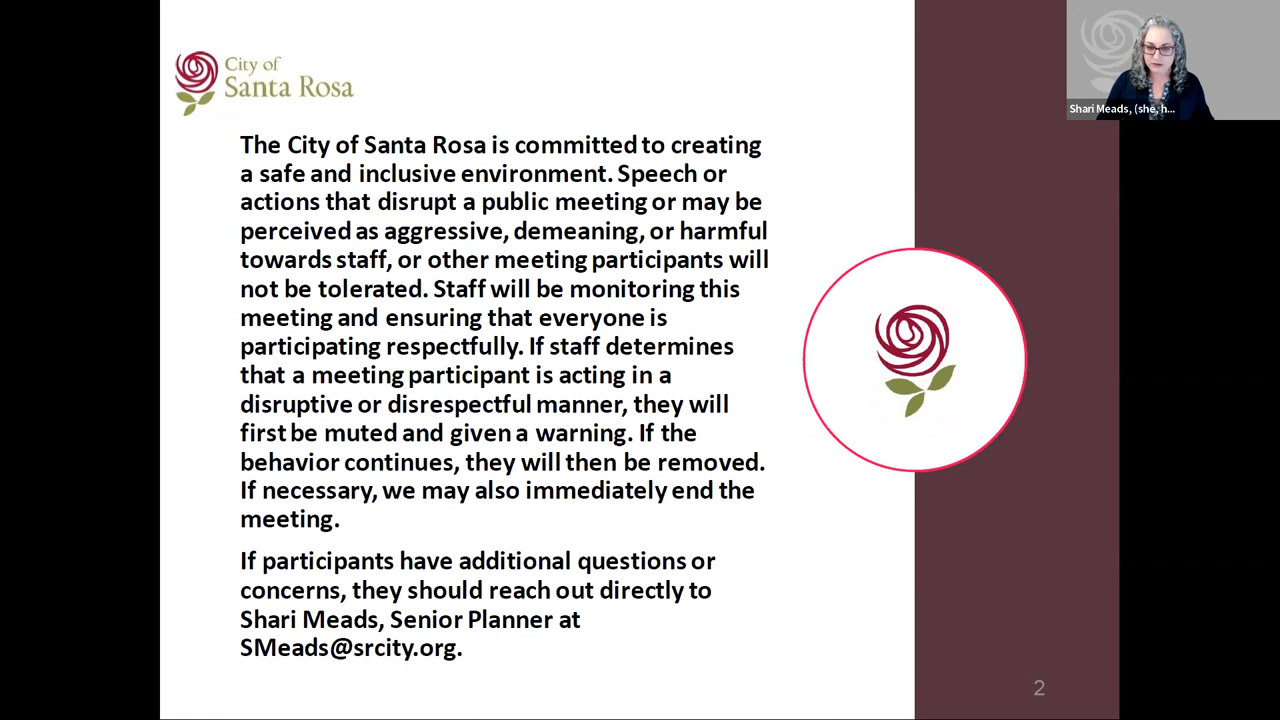 City of
Santa Rosa
Shari Meads, (she, h...
The City of Santa Rosa is committed to creating
a safe and inclusive environment. Speech or
actions that disrupt a public meeting or may be
perceived as aggressive, demeaning, or harmful
towards staff, or other meeting participants will
not be tolerated. Staff will be monitoring this
meeting and ensuring that everyone is
participating respectfully. If staff determines
that a meeting participant is acting in a
disruptive or disrespectful manner, they will
first be muted and given a warning. If the
behavior continues, they will then be removed.
If necessary, we may also immediately end the
meeting.
If participants have additional questions or
concerns, they should reach out directly to
Shari Meads, Senior Planner at
SMeads@srcity.org.
2